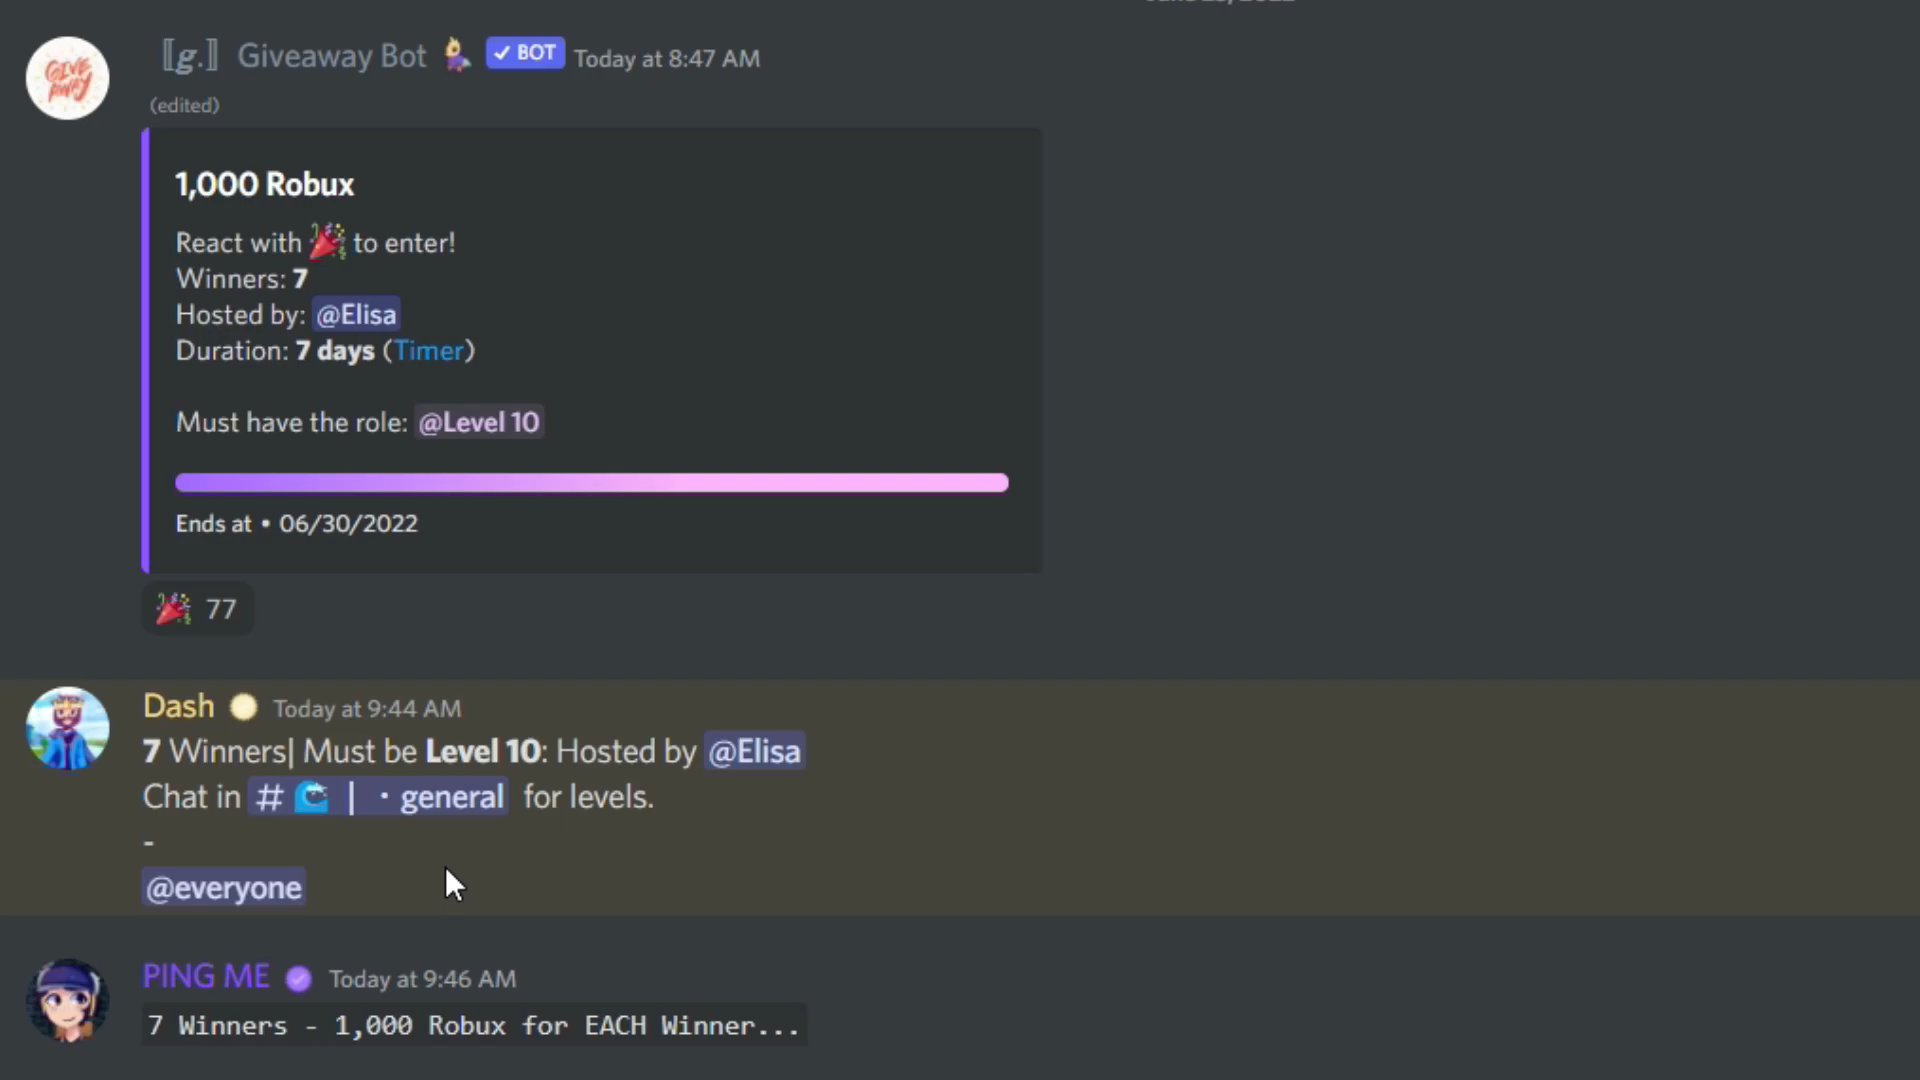 GIVE
AWAY
⟦g.⟧ Giveaway Bot ✓ BOT Today at 8:47 AM
(edited)
1,000 Robux
React with 🎉 to enter!
Winners: 7
Hosted by: @Elisa
Duration: 7 days (Timer)
Must have the role: @Level 10
Ends at • 06/30/2022
🎉 77
Dash Today at 9:44 AM
7 Winners| Must be Level 10: Hosted by @Elisa
Chat in # 🌊 | · general for levels.
-
@everyone
PING ME Today at 9:46 AM
7 Winners - 1,000 Robux for EACH Winner...